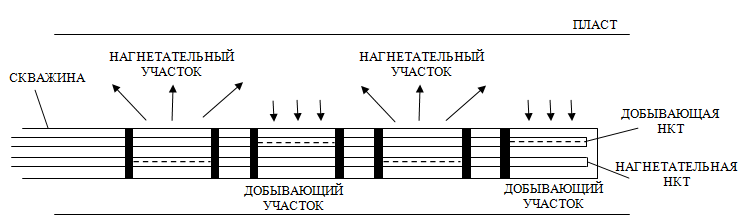 ПЛАСТ
НАГНЕТАТЕЛЬНЫЙ
УЧАСТОК
НАГНЕТАТЕЛЬНЫЙ
УЧАСТОК
СКВАЖИНА
ДОБЫВАЮЩАЯ
НКТ
НАГНЕТАТЕЛЬНАЯ
НКТ
ДОБЫВАЮЩИЙ
УЧАСТОК
ДОБЫВАЮЩИЙ
УЧАСТОК